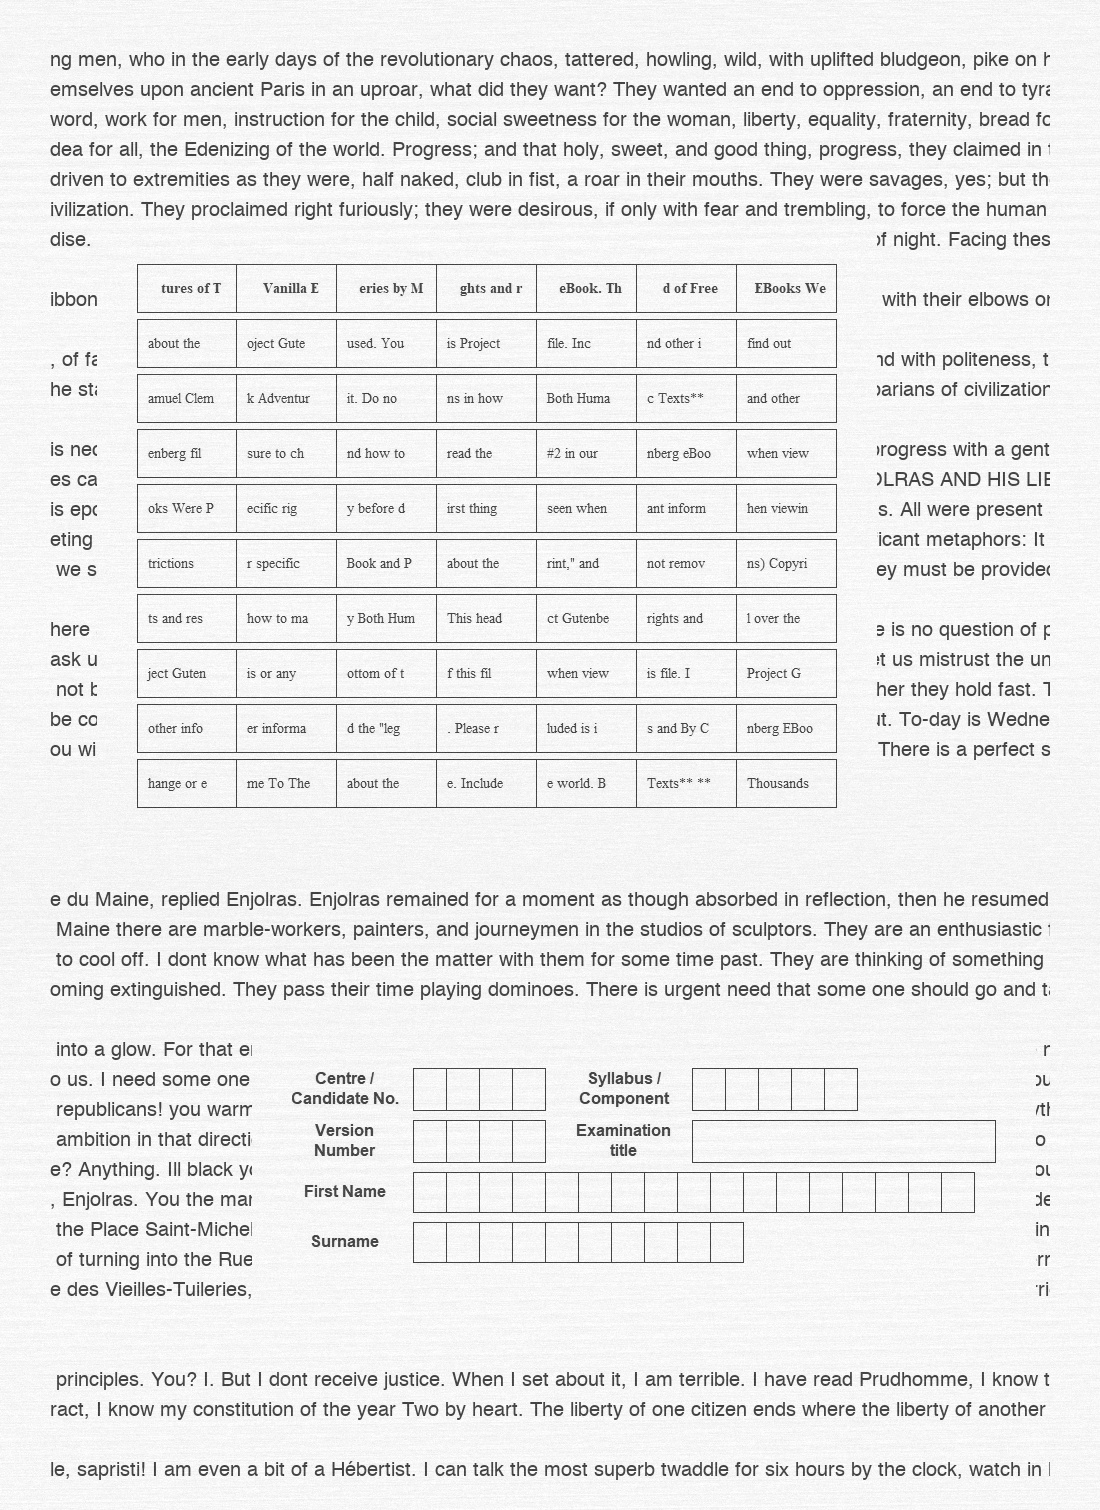 ng men, who in the early days of the revolutionary chaos, tattered, howling, wild, with uplifted bludgeon, pike on h
emselves upon ancient Paris in an uproar, what did they want? They wanted an end to oppression, an end to tyra
word, work for men, instruction for the child, social sweetness for the woman, liberty, equality, fraternity, bread fo
dea for all, the Edenizing of the world. Progress; and that holy, sweet, and good thing, progress, they claimed in t
driven to extremities as they were, half naked, club in fist, a roar in their mouths. They were savages, yes; but th
ivilization. They proclaimed right furiously; they were desirous, if only with fear and trembling, to force the human
dise. of night. Facing thes
ibbon with their elbows or
, of fa nd with politeness, t
he sta barians of civilization
is nec progress with a gent
es ca OLRAS AND HIS LIE
is epo s. All were present
eting icant metaphors: It
we s ey must be provided
here e is no question of p
ask u et us mistrust the un
not b her they hold fast. T
be co ut. To-day is Wedne
ou wi There is a perfect s
tures of T Vanilla E eries by M ghts and r eBook. Th d of Free EBooks We
about the oject Gute used. You is Project file. Inc nd other i find out
amuel Clem k Adventur it. Do no ns in how Both Huma c Texts** and other
enberg fil sure to ch nd how to read the #2 in our nberg eBoo when view
oks Were P ecific rig y before d irst thing seen when ant inform hen viewin
trictions r specific Book and P about the rint," and not remov ns) Copyri
ts and res how to ma y Both Hum This head ct Gutenbe rights and l over the
ject Guten is or any ottom of t f this fil when view is file. I Project G
other info er informa d the "leg . Please r luded is i s and By C nberg EBoo
hange or e me To The about the e. Include e world. B Texts** ** Thousands
e du Maine, replied Enjolras. Enjolras remained for a moment as though absorbed in reflection, then he resumed
Maine there are marble-workers, painters, and journeymen in the studios of sculptors. They are an enthusiastic f
to cool off. I dont know what has been the matter with them for some time past. They are thinking of something
oming extinguished. They pass their time playing dominoes. There is urgent need that some one should go and ta
into a glow. For that e r
o us. I need some one ou
republicans! you warm yth
ambition in that directi o
e? Anything. Ill black yo ou
, Enjolras. You the mar de
the Place Saint-Michel in
of turning into the Rue rr
e des Vieilles-Tuileries, rri
Centre /
Candidate No.
Syllabus /
Component
Version
Number
Examination
title
First Name
Surname
principles. You? I. But I dont receive justice. When I set about it, I am terrible. I have read Prudhomme, I know t
ract, I know my constitution of the year Two by heart. The liberty of one citizen ends where the liberty of another
le, sapristi! I am even a bit of a Hébertist. I can talk the most superb twaddle for six hours by the clock, watch in